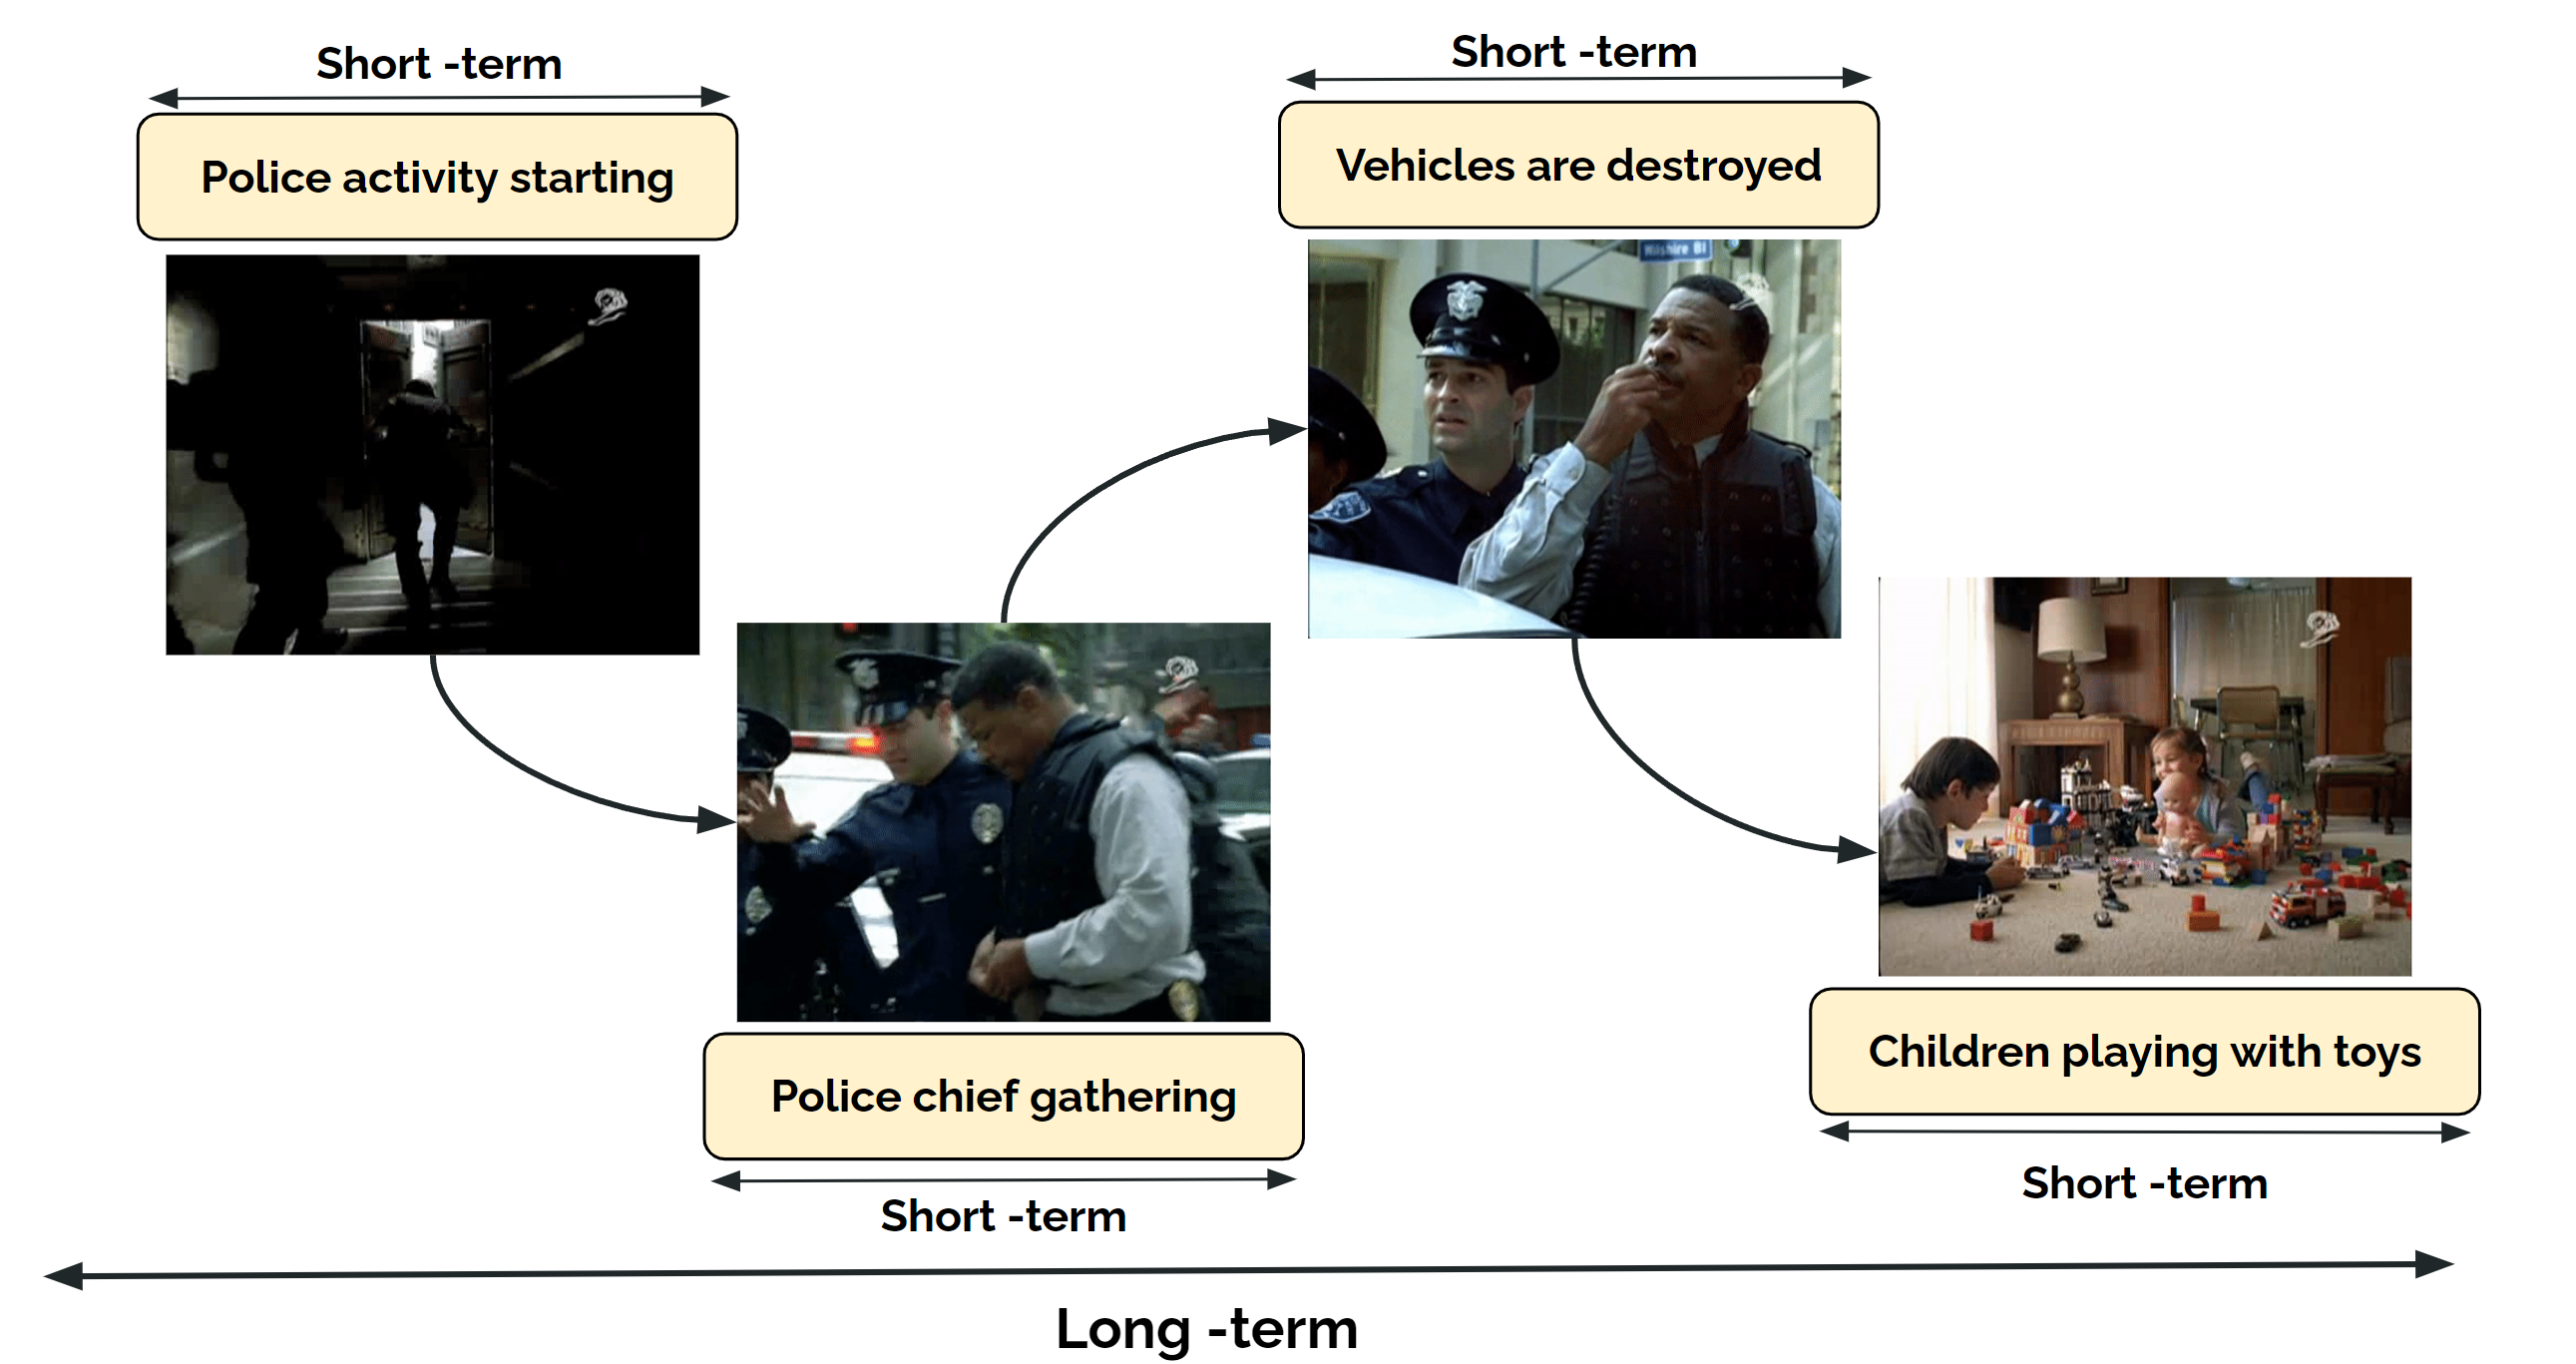 Short -term
Police activity starting
Short -term
Vehicles are destroyed
Wilshire Bl
Police chief gathering
Short -term
Children playing with toys
Short -term
Long -term